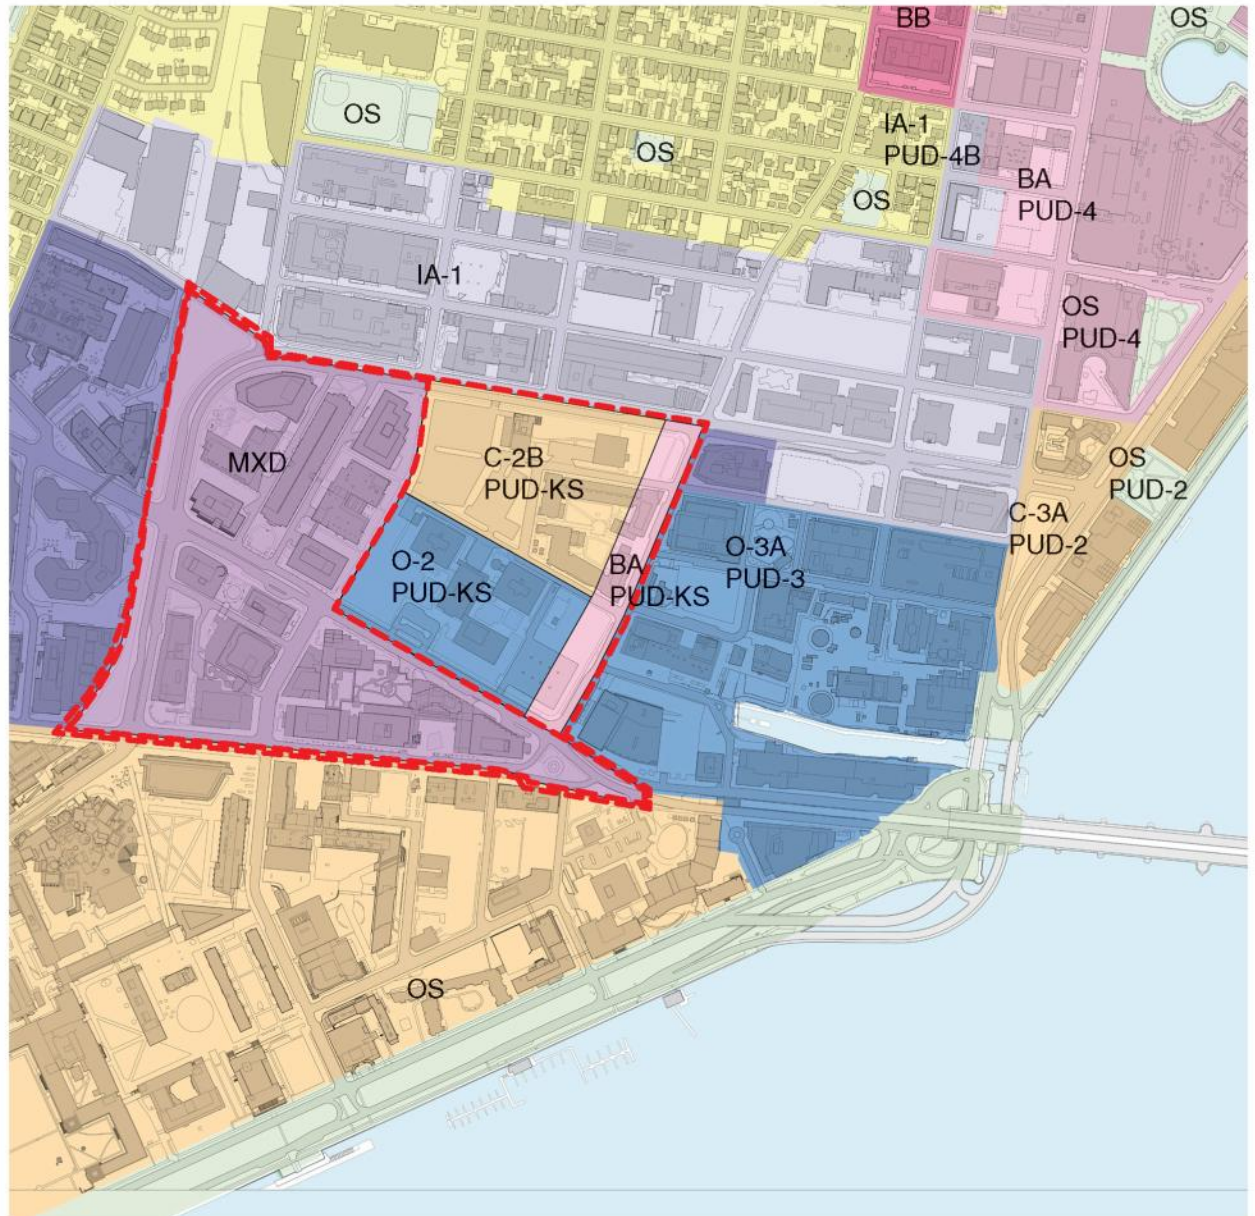 BB
OS
OS
IA-1
PUD-4B
OS
BA
PUD-4
OS
IA-1
OS
PUD-4
MXD
C-2B
PUD-KS
OS
PUD-2
C-3A
PUD-2
O-3A
PUD-3
O-2
PUD-KS
BA
PUD-KS
OS